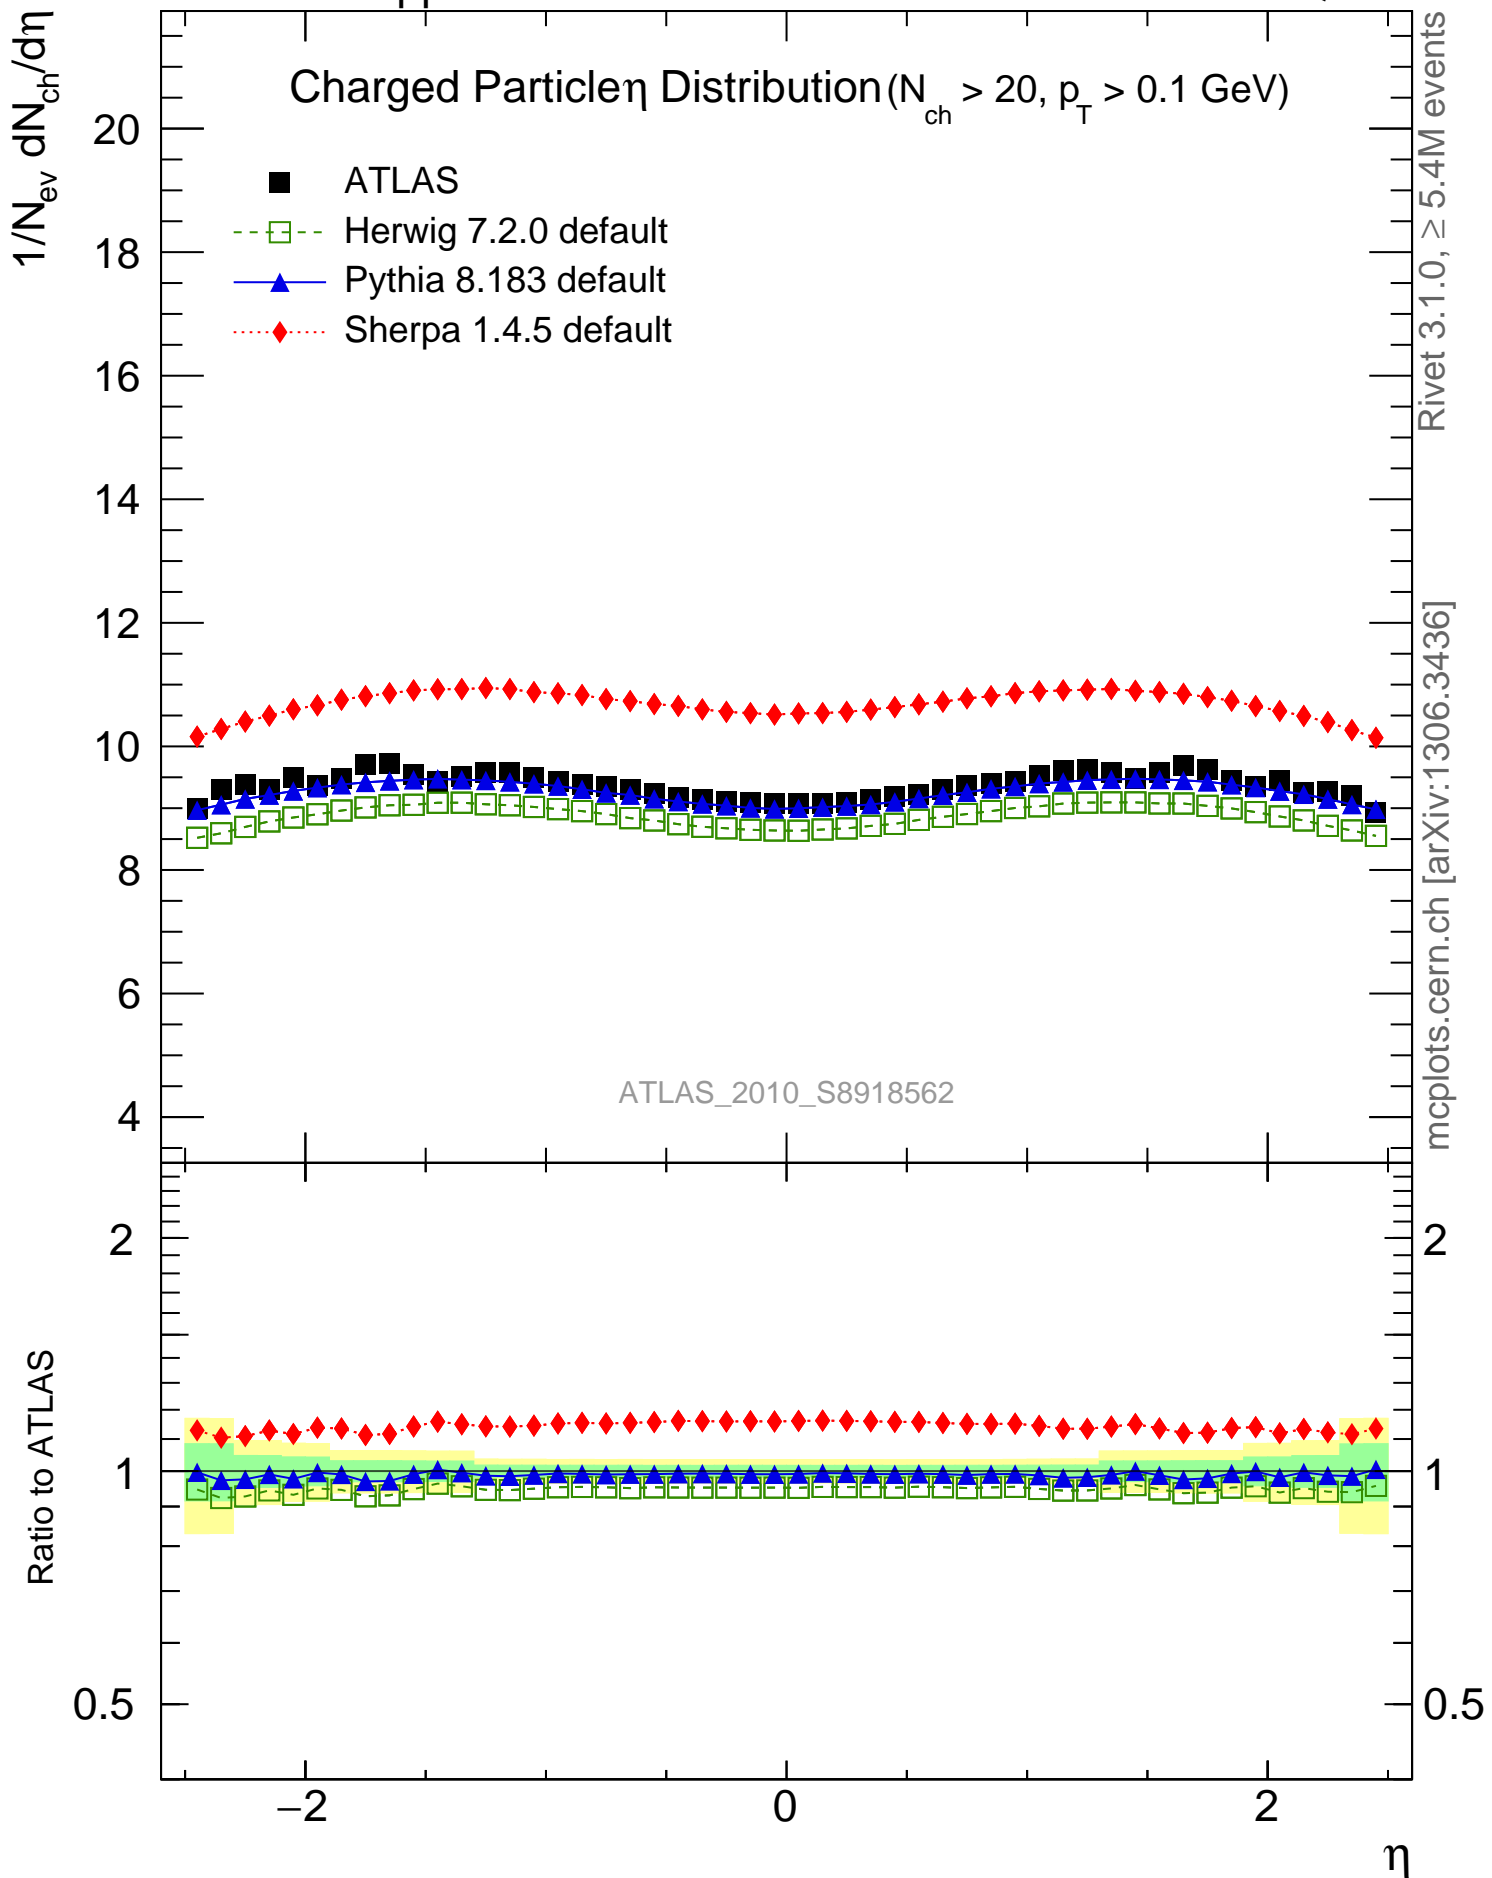 pp
1/N_ev dN_ch/dη
Charged Particleη Distribution (N_ch > 20, p_T > 0.1 GeV)
ATLAS
Herwig 7.2.0 default
Pythia 8.183 default
Sherpa 1.4.5 default
20
18
16
14
12
10
8
6
4
ATLAS_2010_S8918562
Rivet 3.1.0, ≥ 5.4M events
mcplots.cern.ch [arXiv:1306.3436]
Ratio to ATLAS
2
2
1
1
0.5
0.5
−2
0
2
η